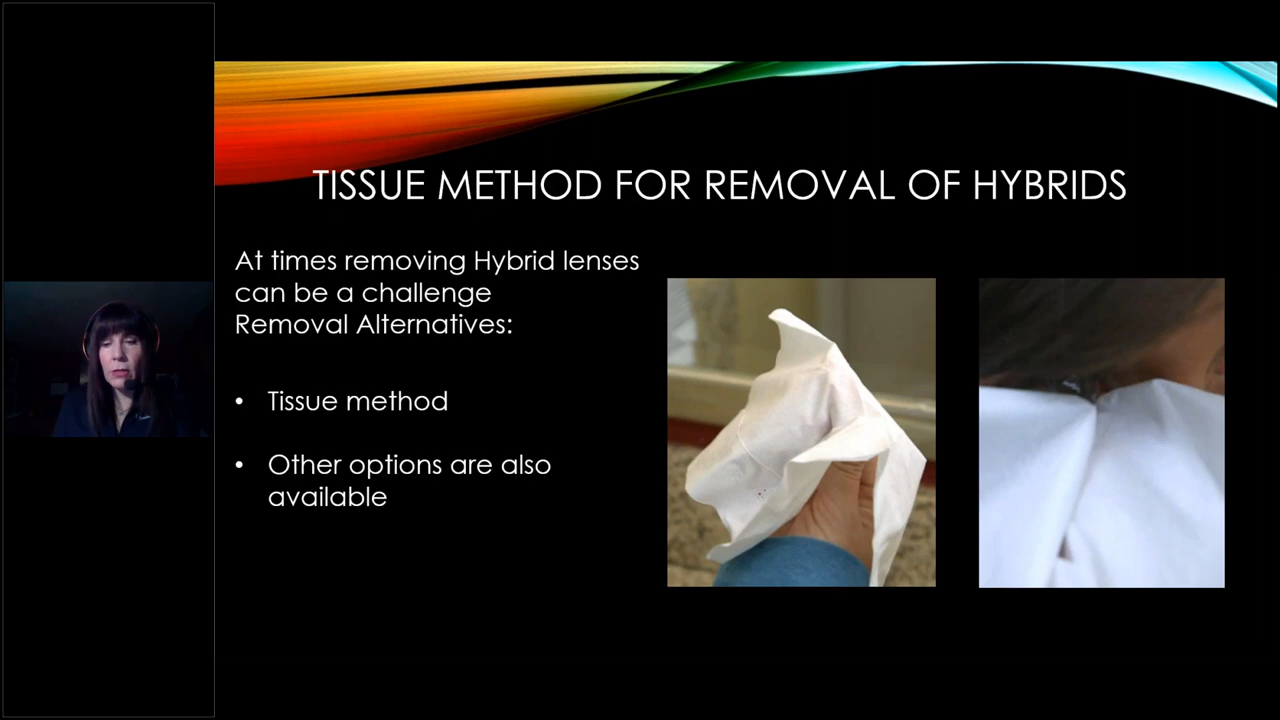 TISSUE METHOD FOR REMOVAL OF HYBRIDS
At times removing Hybrid lenses
can be a challenge
Removal Alternatives:
• Tissue method
• Other options are also
available